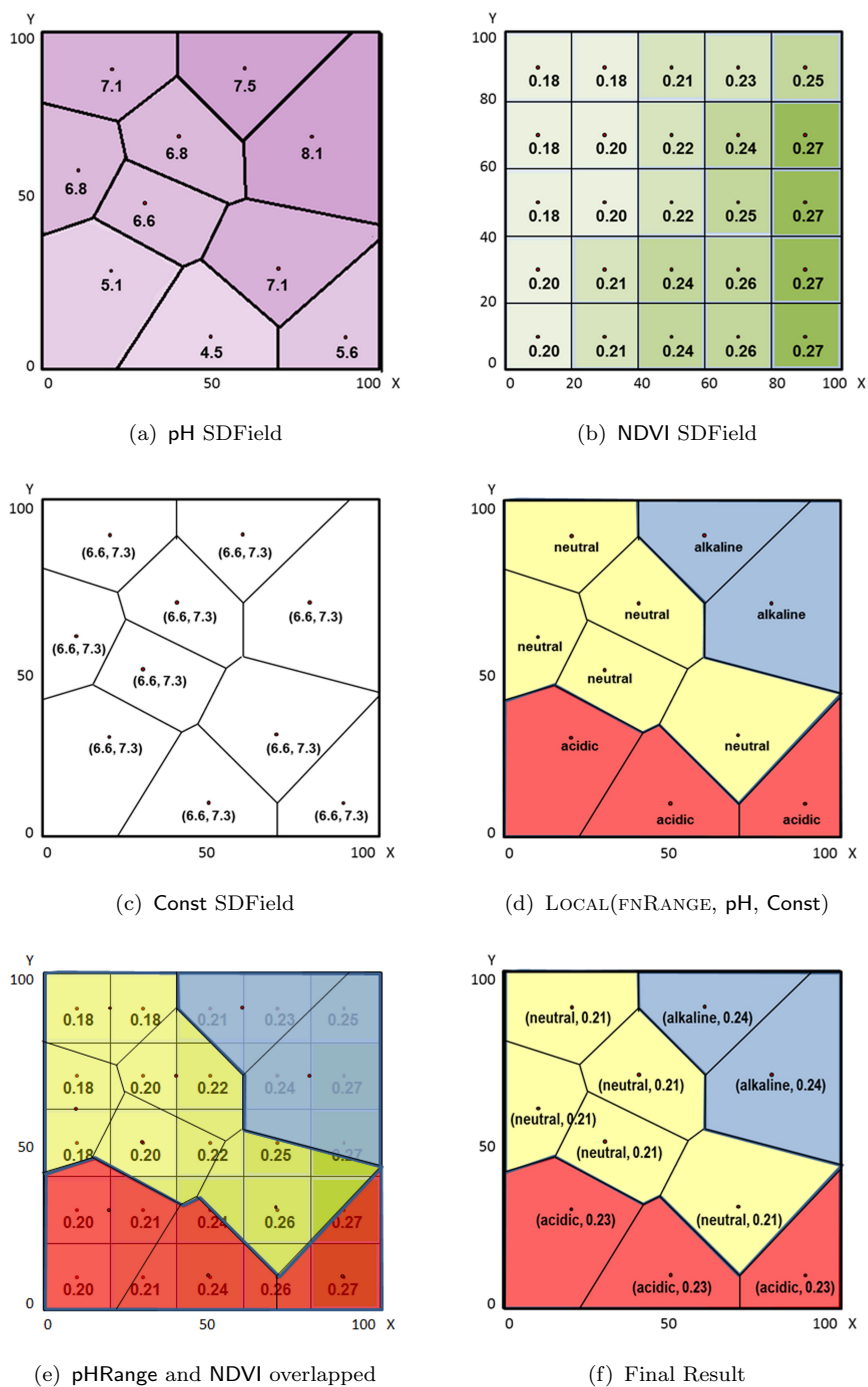 Y Y
100 100
7.1 7.5 0.18 0.18 0.21 0.23 0.25
80
6.8 8.1 0.18 0.20 0.22 0.24 0.27
6.8 60
50
6.6 0.18 0.20 0.22 0.25 0.27
40
5.1 7.1 0.20 0.21 0.24 0.26 0.27
20
4.5 5.6 0.20 0.21 0.24 0.26 0.27
0 0
0 50 100 X 0 20 40 60 80 100 X
(a) pH SDField (b) NDVI SDField
Y Y
100 100
(6.6, 7.3) (6.6, 7.3) neutral alkaline
(6.6, 7.3) (6.6, 7.3) neutral alkaline
(6.6, 7.3) neutral
50 50
(6.6, 7.3) neutral
(6.6, 7.3) (6.6, 7.3) acidic neutral
(6.6, 7.3) (6.6, 7.3) acidic acidic
0 0
0 50 100 X 0 50 100 X
(c) Const SDField (d) LOCAL(FNRANGE, pH, Const)
Y Y
100 100
0.18 0.18 0.21 0.23 0.25 (neutral, 0.21) (alkaline, 0.24)
0.18 0.20 0.22 0.24 0.27 (neutral, 0.21) (alkaline, 0.24)
(neutral, 0.21)
50 50
0.18 0.20 0.22 0.25 0.27 (neutral, 0.21)
0.20 0.21 0.24 0.26 0.27 (acidic, 0.23) (neutral, 0.21)
0.20 0.21 0.24 0.26 0.27 (acidic, 0.23) (acidic, 0.23)
0 0
0 50 100 X 0 50 100 X
(e) pHRange and NDVI overlapped (f) Final Result